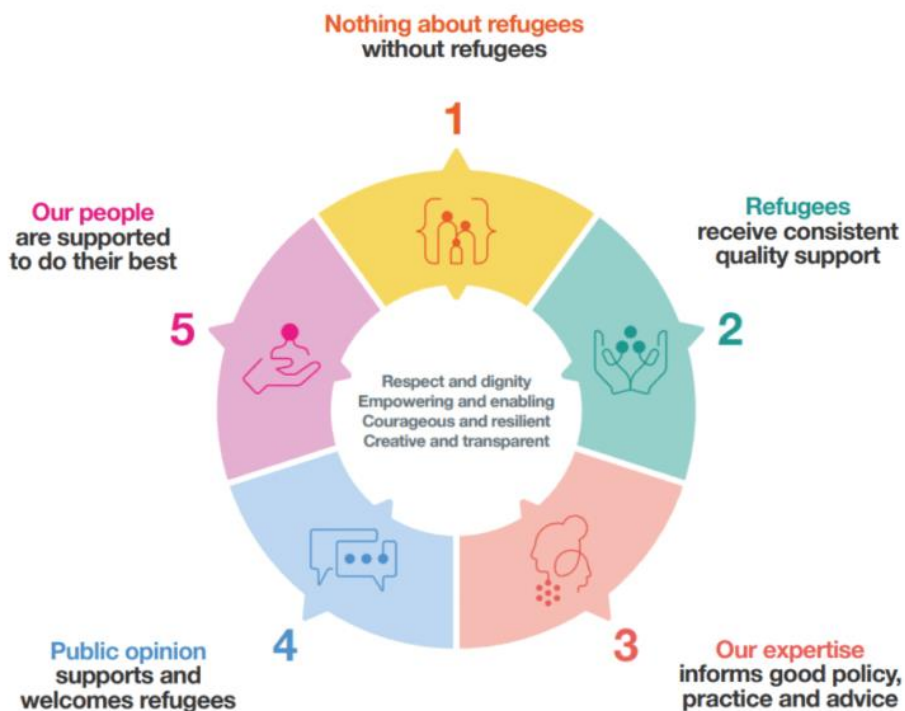 Nothing about refugees
without refugees
1
Refugees
receive consistent
quality support
2
Our expertise
informs good policy,
practice and advice
3
Public opinion
supports and
welcomes refugees
4
Our people
are supported
to do their best
5
Respect and dignity
Empowering and enabling
Courageous and resilient
Creative and transparent